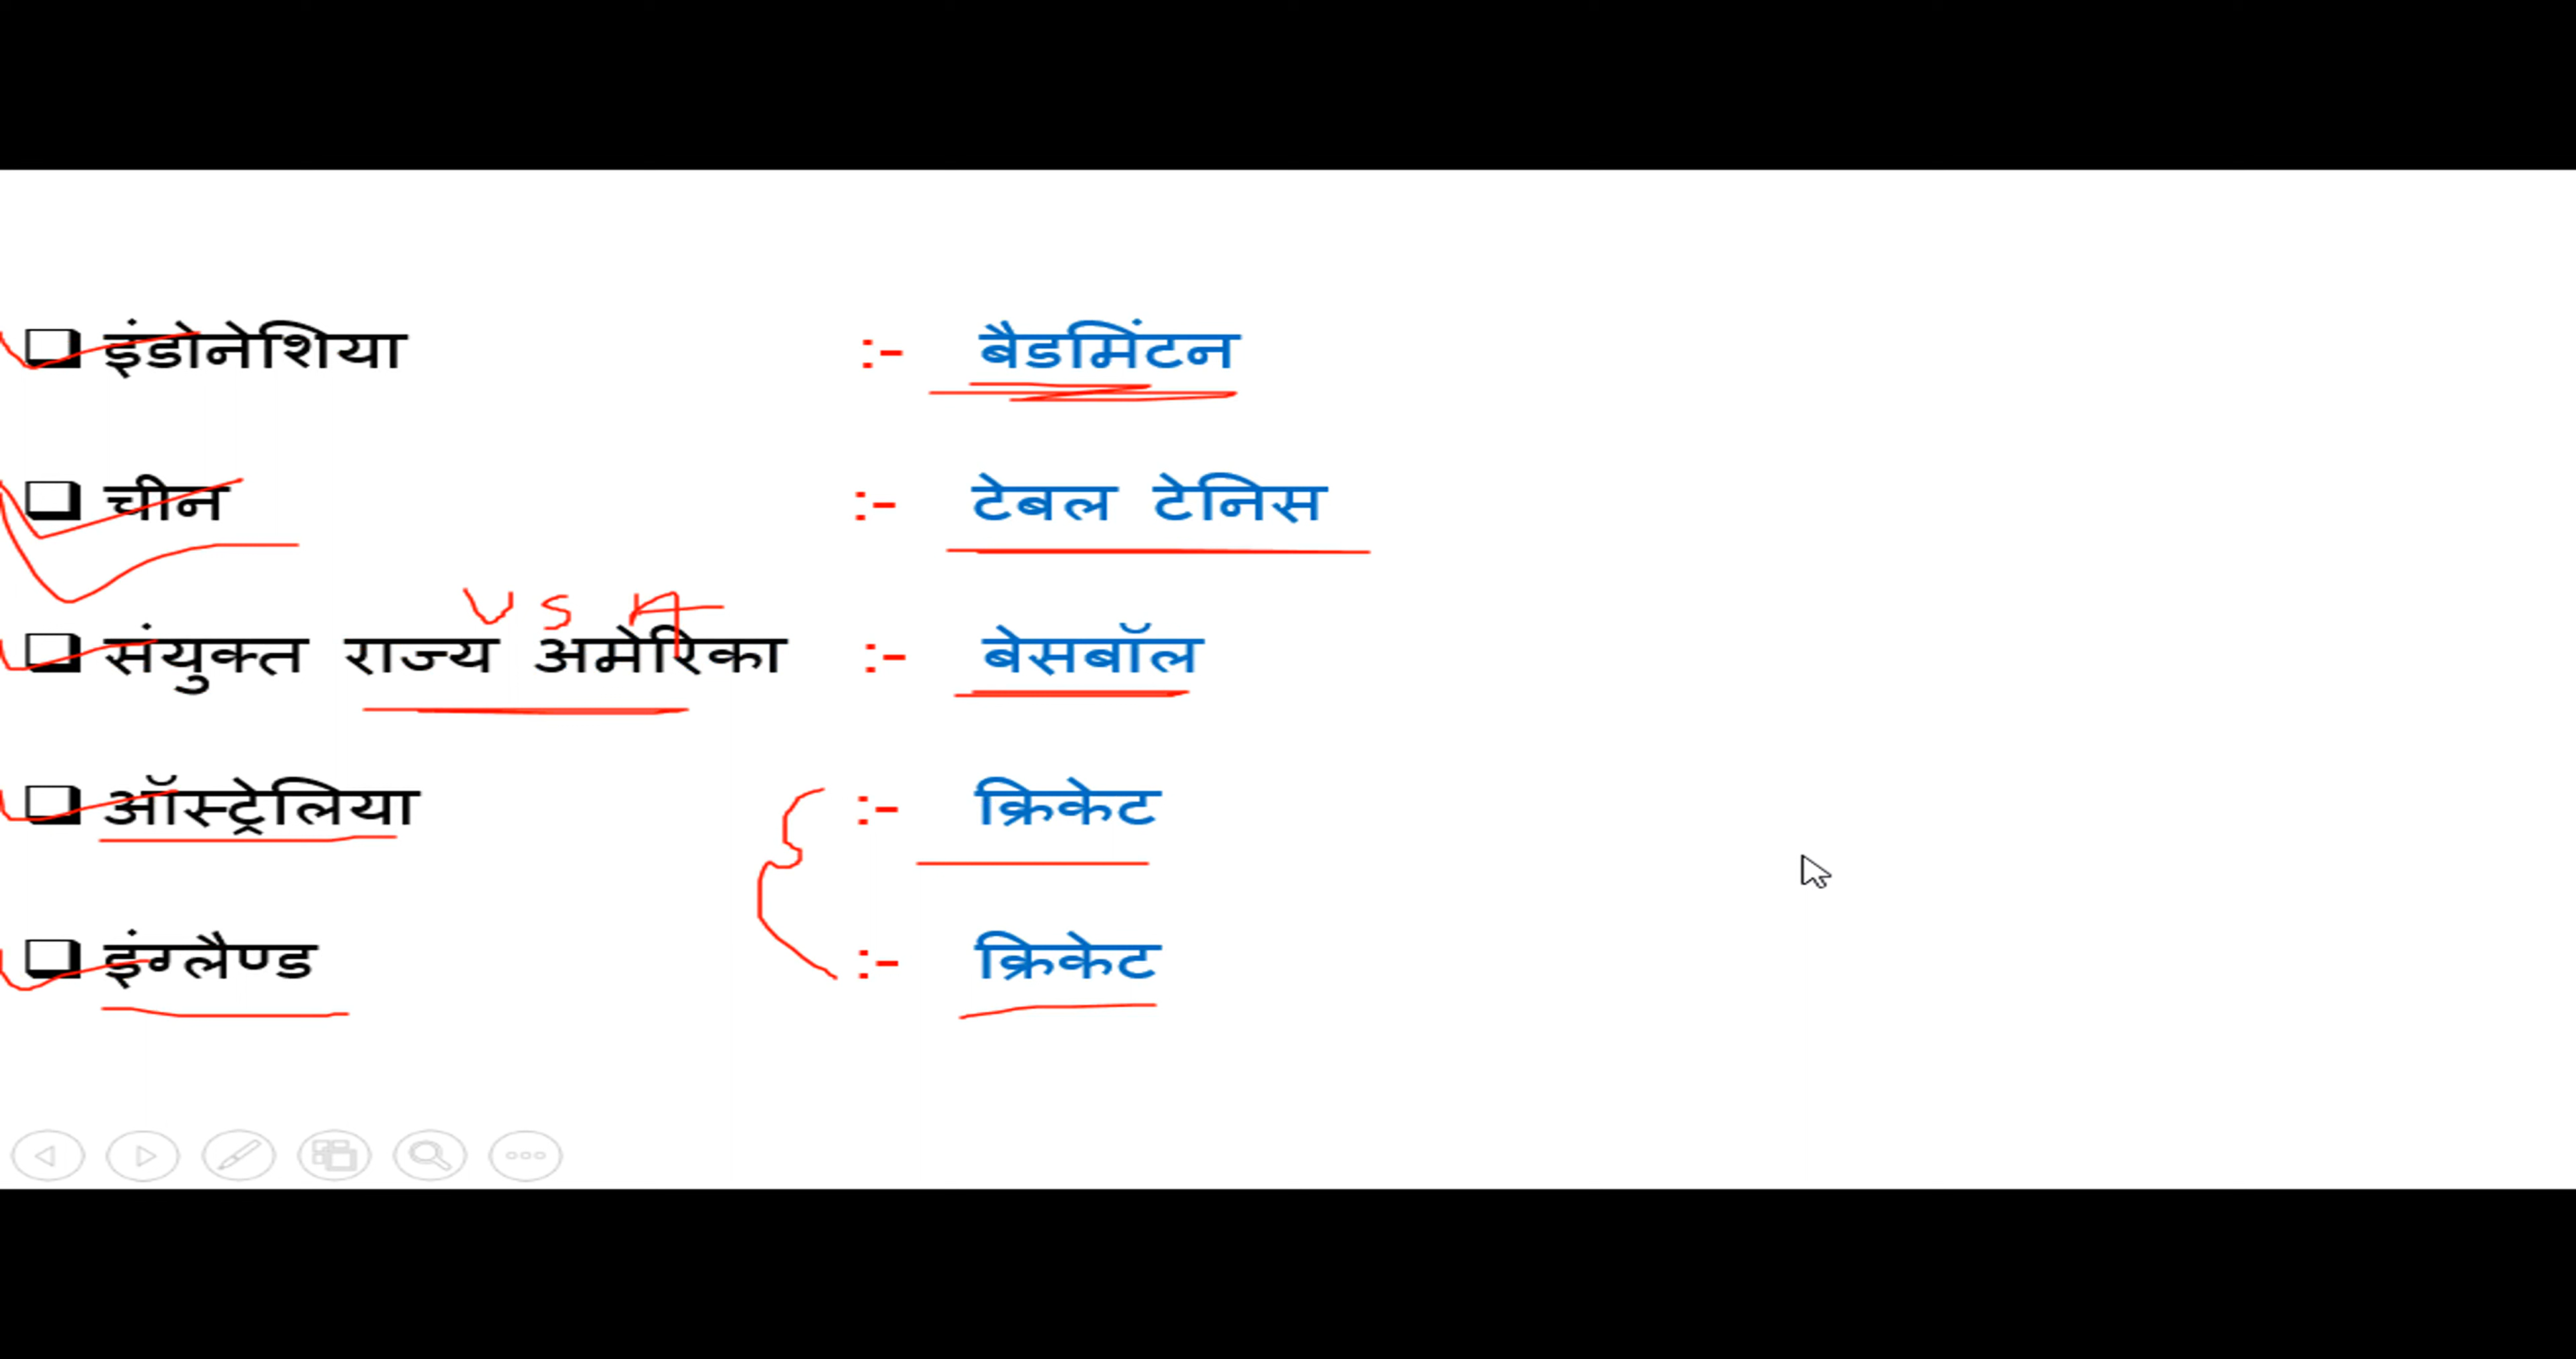 इंडोनेशिया :- बैडमिंटन
चीन :- टेबल टेनिस
USA
संयुक्त राज्य अमेरिका :- बेसबॉल
ऑस्ट्रेलिया :- क्रिकेट
इंग्लैण्ड :- क्रिकेट